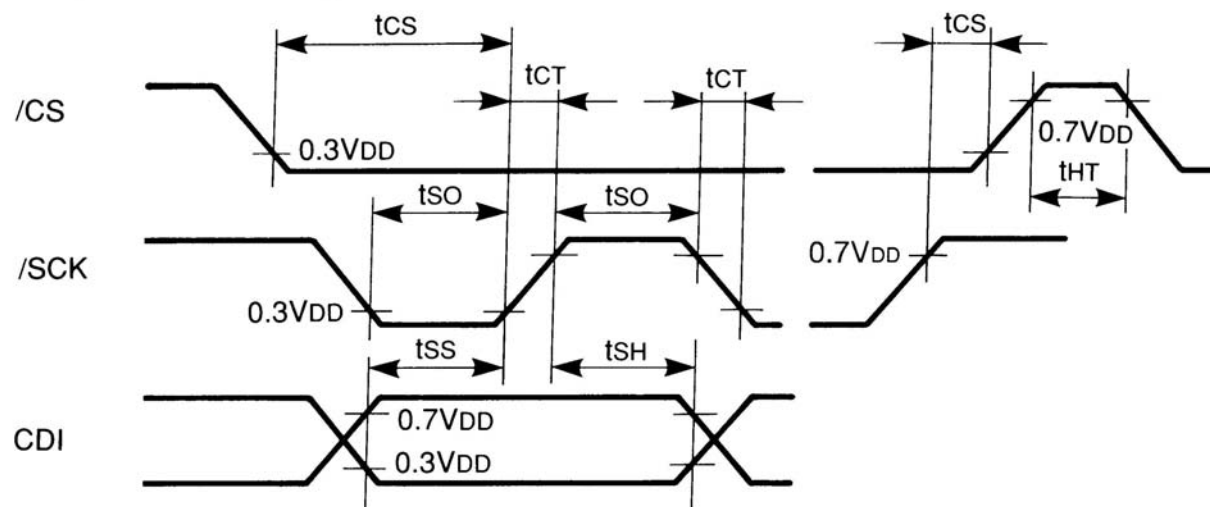 tCS
tCS
tCT
tCT
/CS
0.3VDD
0.7VDD
tSO
tSO
tHT
/SCK
0.7VDD
0.3VDD
tSS
tSH
CDI
0.7VDD
0.3VDD